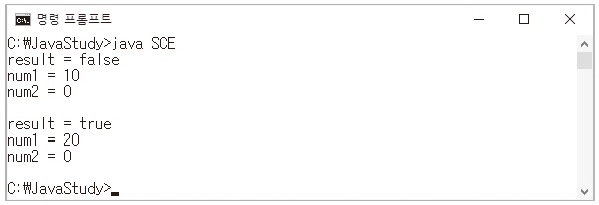 명령 프롬프트
C:\JavaStudy>java SCE
result = false
num1 = 10
num2 = 0
result = true
num1 = 20
num2 = 0
C:\JavaStudy>